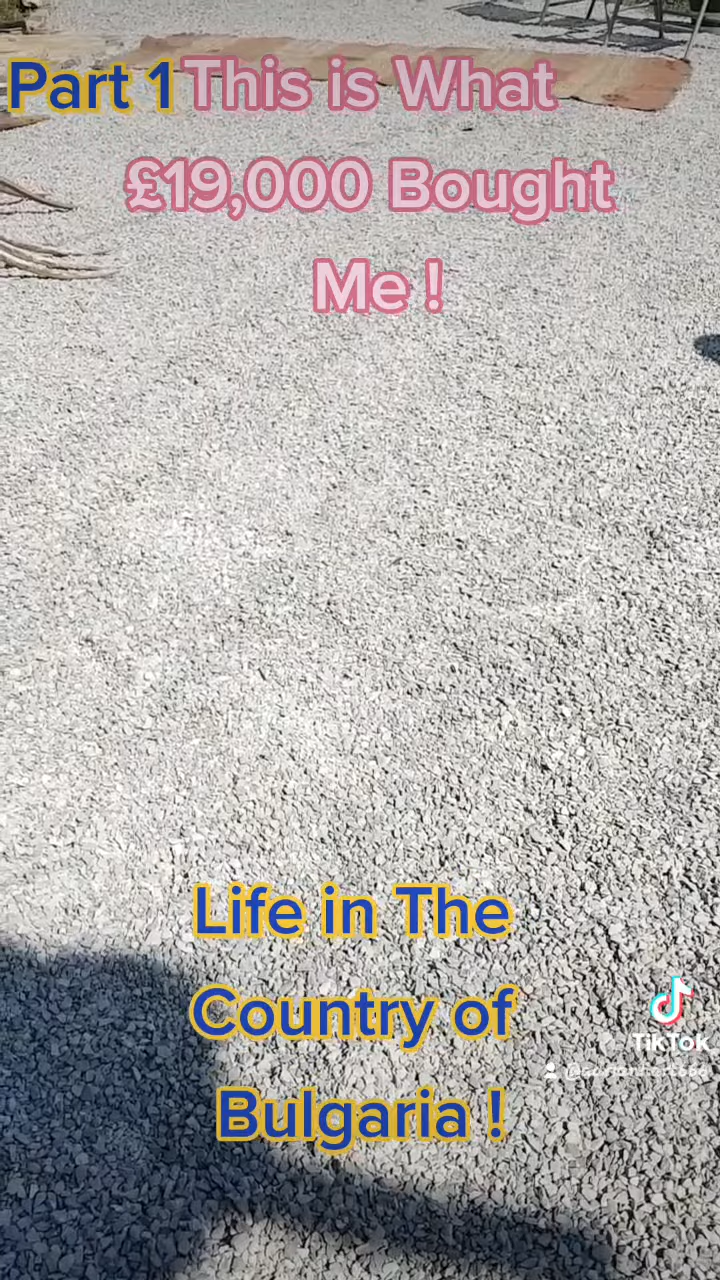 Part 1 This is What
£19,000 Bought
Me !
Life in The
Country of
Bulgaria !
TikTok